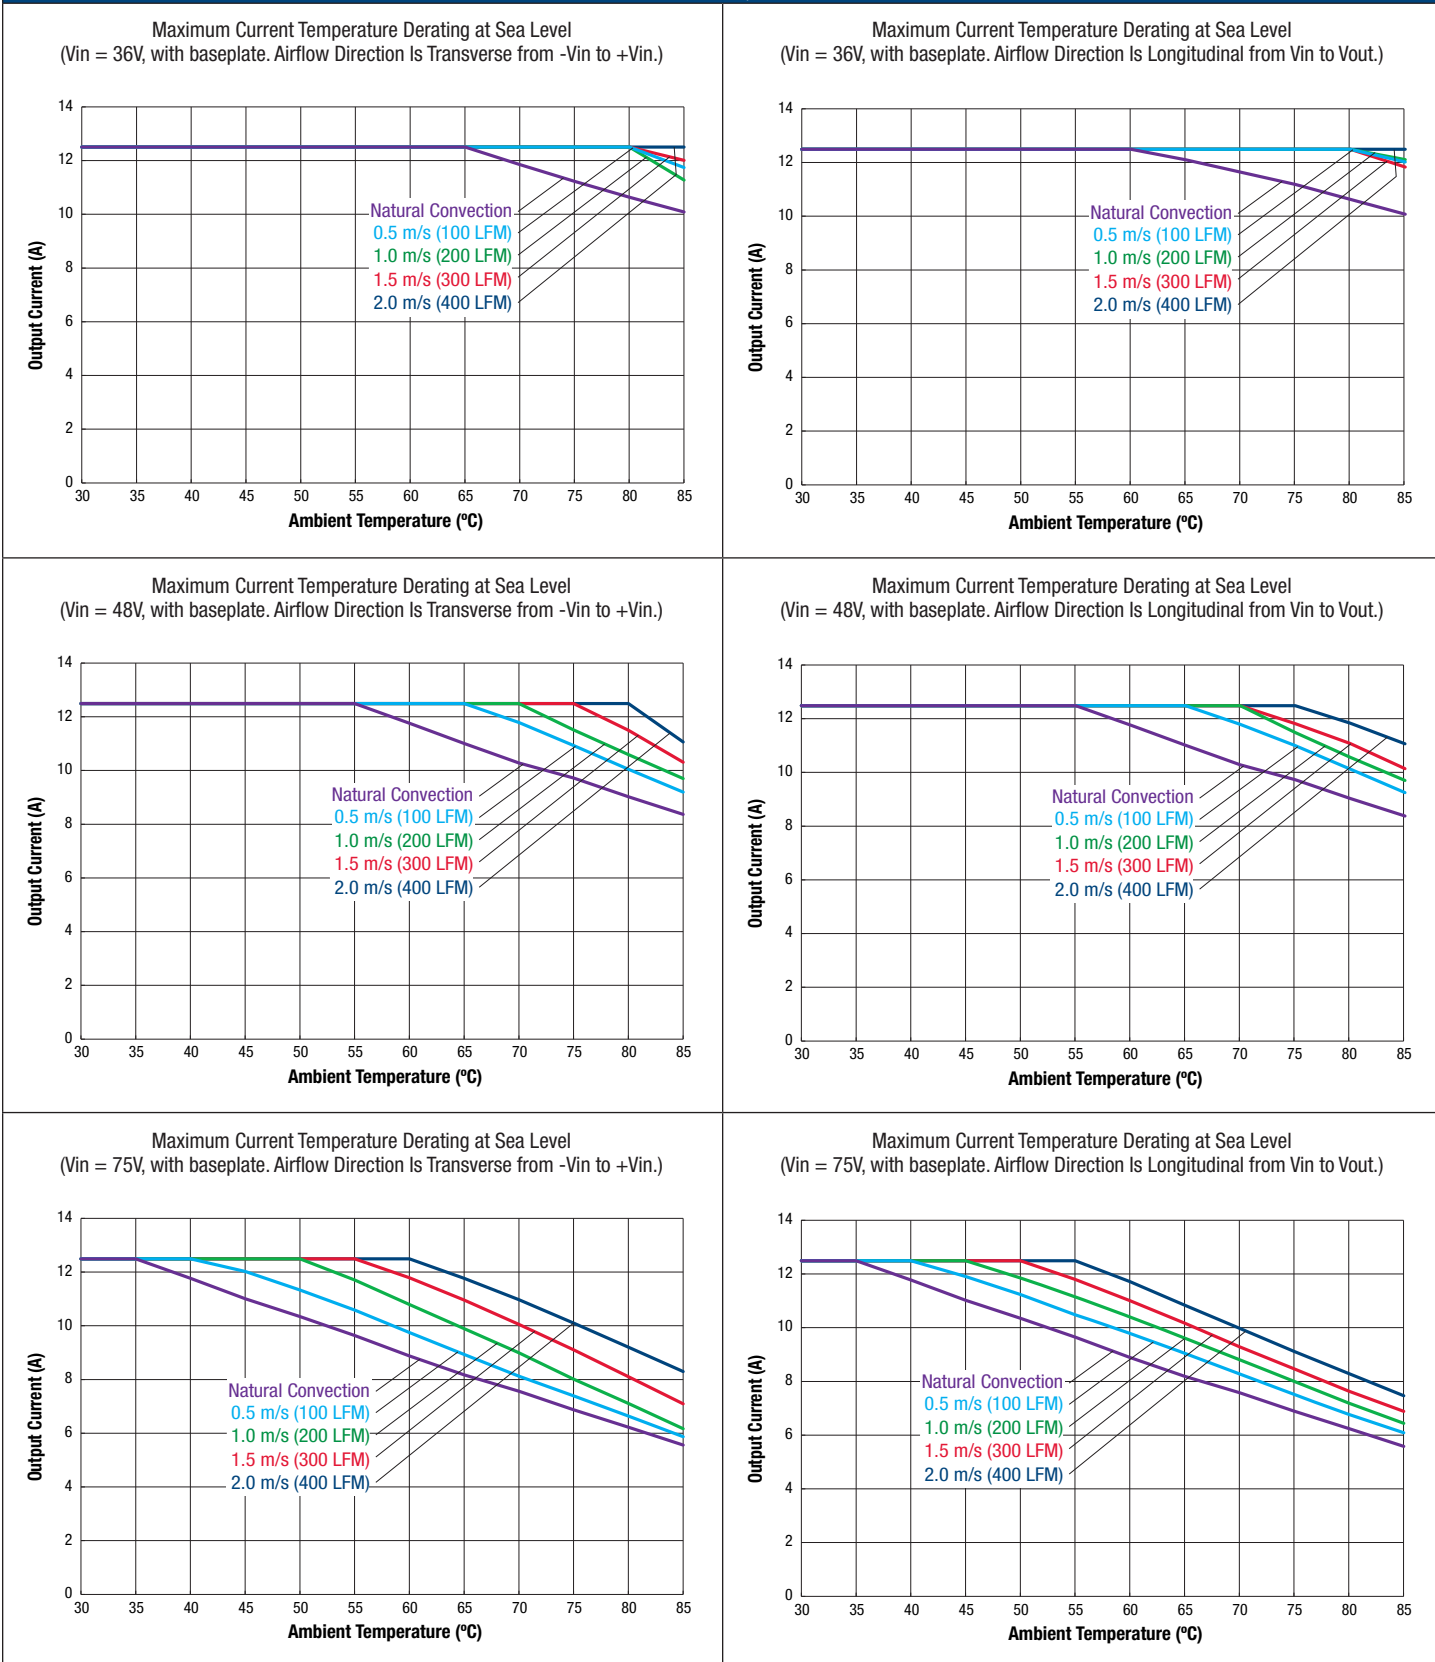 Maximum Current Temperature Derating at Sea Level
(Vin = 36V, with baseplate. Airflow Direction Is Transverse from -Vin to +Vin.)
14
12
10
8
6
4
2
0
Output Current (A)
Natural Convection
0.5 m/s (100 LFM)
1.0 m/s (200 LFM)
1.5 m/s (300 LFM)
2.0 m/s (400 LFM)
30 35 40 45 50 55 60 65 70 75 80 85
Ambient Temperature (ºC)
Maximum Current Temperature Derating at Sea Level
(Vin = 36V, with baseplate. Airflow Direction Is Longitudinal from Vin to Vout.)
14
12
10
8
6
4
2
0
Output Current (A)
Natural Convection
0.5 m/s (100 LFM)
1.0 m/s (200 LFM)
1.5 m/s (300 LFM)
2.0 m/s (400 LFM)
30 35 40 45 50 55 60 65 70 75 80 85
Ambient Temperature (ºC)
Maximum Current Temperature Derating at Sea Level
(Vin = 48V, with baseplate. Airflow Direction Is Transverse from -Vin to +Vin.)
14
12
10
8
6
4
2
0
Output Current (A)
Natural Convection
0.5 m/s (100 LFM)
1.0 m/s (200 LFM)
1.5 m/s (300 LFM)
2.0 m/s (400 LFM)
30 35 40 45 50 55 60 65 70 75 80 85
Ambient Temperature (ºC)
Maximum Current Temperature Derating at Sea Level
(Vin = 48V, with baseplate. Airflow Direction Is Longitudinal from Vin to Vout.)
14
12
10
8
6
4
2
0
Output Current (A)
Natural Convection
0.5 m/s (100 LFM)
1.0 m/s (200 LFM)
1.5 m/s (300 LFM)
2.0 m/s (400 LFM)
30 35 40 45 50 55 60 65 70 75 80 85
Ambient Temperature (ºC)
Maximum Current Temperature Derating at Sea Level
(Vin = 75V, with baseplate. Airflow Direction Is Transverse from -Vin to +Vin.)
14
12
10
8
6
4
2
0
Output Current (A)
Natural Convection
0.5 m/s (100 LFM)
1.0 m/s (200 LFM)
1.5 m/s (300 LFM)
2.0 m/s (400 LFM)
30 35 40 45 50 55 60 65 70 75 80 85
Ambient Temperature (ºC)
Maximum Current Temperature Derating at Sea Level
(Vin = 75V, with baseplate. Airflow Direction Is Longitudinal from Vin to Vout.)
14
12
10
8
6
4
2
0
Output Current (A)
Natural Convection
0.5 m/s (100 LFM)
1.0 m/s (200 LFM)
1.5 m/s (300 LFM)
2.0 m/s (400 LFM)
30 35 40 45 50 55 60 65 70 75 80 85
Ambient Temperature (ºC)